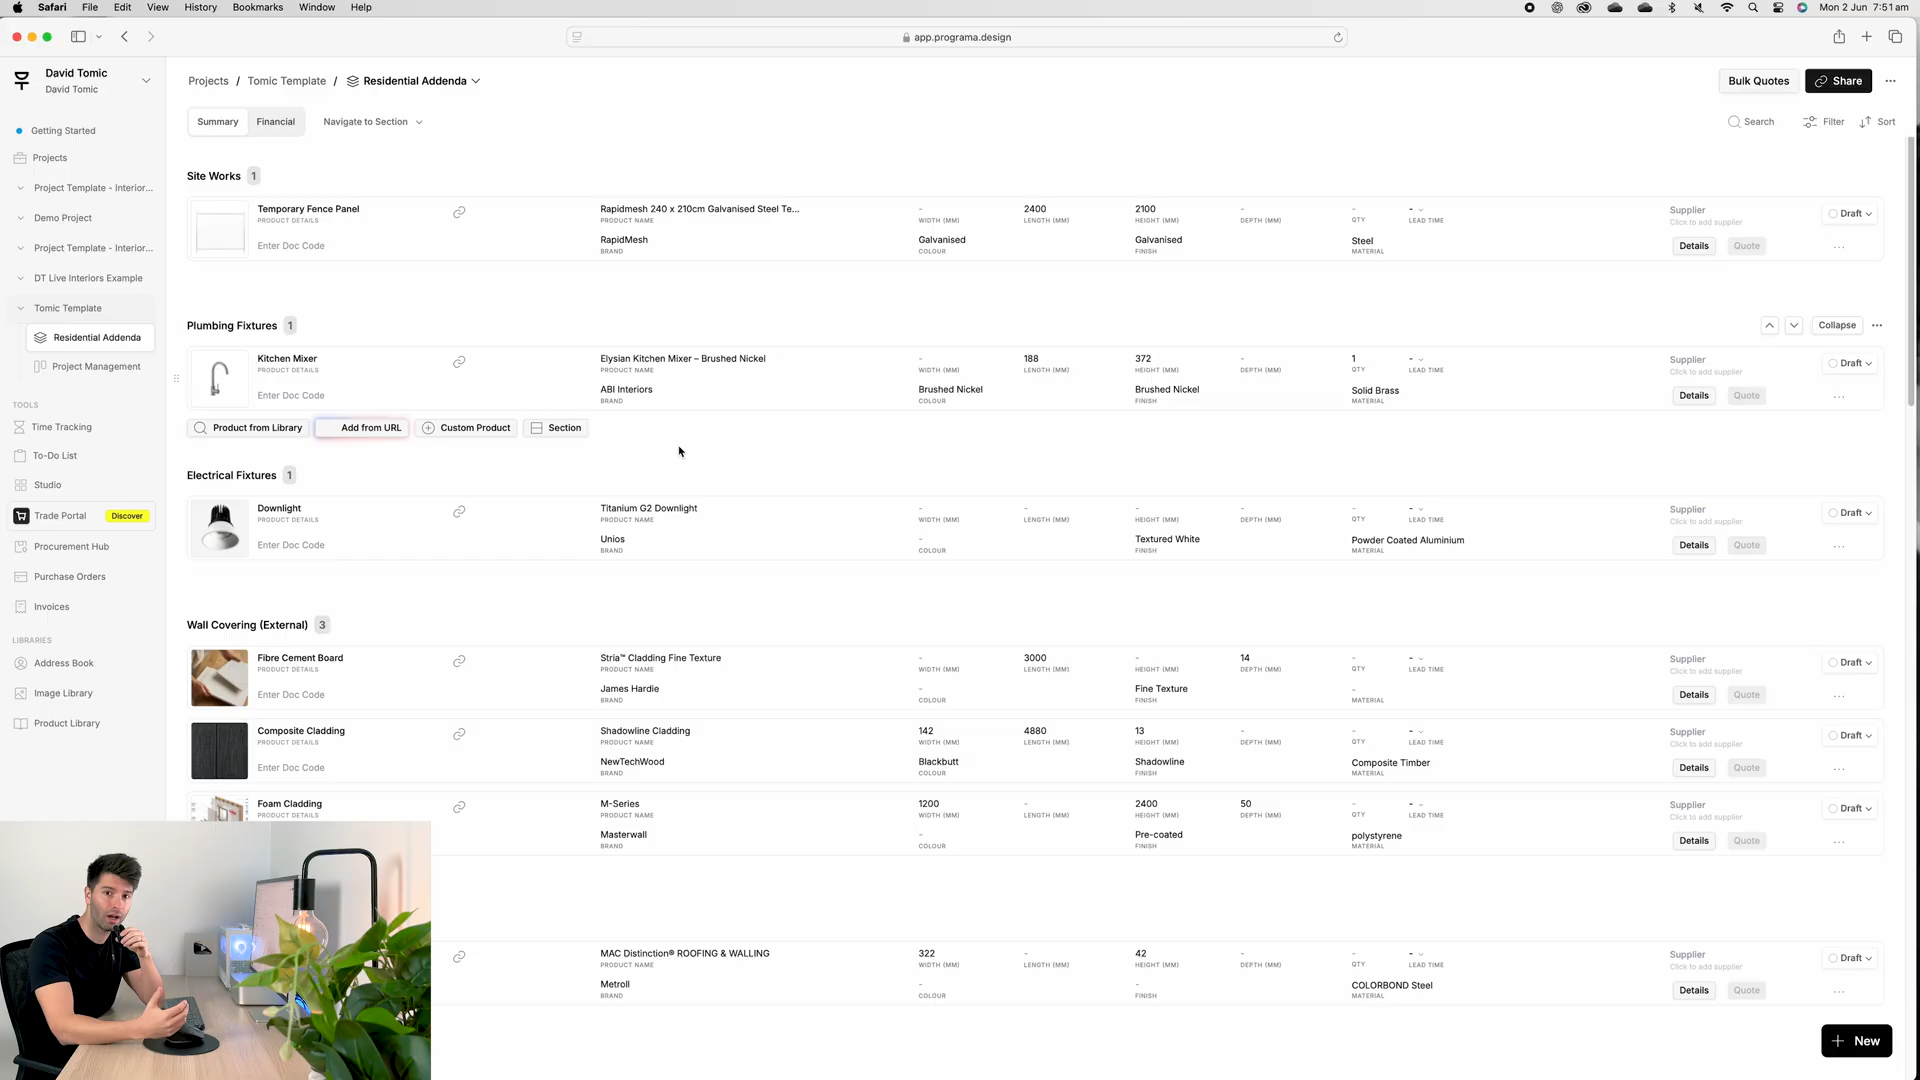 Safari File Edit View History Bookmarks Window Help Mon 2 Jun 7:51am
app.programa.design
David Tomic
David Tomic
Projects / Tomic Template / Residential Addenda
Bulk Quotes
Share
Summary Financial Navigate to Section
Search Filter Sort
Getting Started
Projects
Project Template - Interior...
Demo Project
Project Template - Interior...
DT Live Interiors Example
Tomic Template
Residential Addenda
Project Management
TOOLS
Time Tracking
To-Do List
Studio
Trade Portal Discover
Procurement Hub
Purchase Orders
Invoices
LIBRARIES
Address Book
Image Library
Product Library
Site Works 1
Temporary Fence Panel Rapidmesh 240 x 210cm Galvanised Steel Te... - 2400 2100 - - - Supplier Draft
PRODUCT DETAILS PRODUCT NAME WIDTH (MM) LENGTH (MM) HEIGHT (MM) DEPTH (MM) QTY LEAD TIME Click to add supplier
Enter Doc Code RapidMesh Galvanised Galvanised Steel Details Quote ...
BRAND COLOUR FINISH MATERIAL
Plumbing Fixtures 1 Collapse ...
Kitchen Mixer Elysian Kitchen Mixer – Brushed Nickel - 188 372 - 1 - Supplier Draft
PRODUCT DETAILS PRODUCT NAME WIDTH (MM) LENGTH (MM) HEIGHT (MM) DEPTH (MM) QTY LEAD TIME Click to add supplier
Enter Doc Code ABI Interiors Brushed Nickel Brushed Nickel Solid Brass Details Quote ...
BRAND COLOUR FINISH MATERIAL
Product from Library Add from URL Custom Product Section
Electrical Fixtures 1
Downlight Titanium G2 Downlight - - - - - - Supplier Draft
PRODUCT DETAILS PRODUCT NAME WIDTH (MM) LENGTH (MM) HEIGHT (MM) DEPTH (MM) QTY LEAD TIME Click to add supplier
Enter Doc Code Unios - Textured White Powder Coated Aluminium Details Quote ...
BRAND COLOUR FINISH MATERIAL
Wall Covering (External) 3
Fibre Cement Board Stria™ Cladding Fine Texture - 3000 - 14 - - Supplier Draft
PRODUCT DETAILS PRODUCT NAME WIDTH (MM) LENGTH (MM) HEIGHT (MM) DEPTH (MM) QTY LEAD TIME Click to add supplier
Enter Doc Code James Hardie - Fine Texture - Details Quote ...
BRAND COLOUR FINISH MATERIAL
Composite Cladding Shadowline Cladding 142 4880 13 - - - Supplier Draft
PRODUCT DETAILS PRODUCT NAME WIDTH (MM) LENGTH (MM) HEIGHT (MM) DEPTH (MM) QTY LEAD TIME Click to add supplier
Enter Doc Code NewTechWood Blackbutt Shadowline Composite Timber Details Quote ...
BRAND COLOUR FINISH MATERIAL
Foam Cladding M-Series 1200 - 2400 50 - - Supplier Draft
PRODUCT DETAILS PRODUCT NAME WIDTH (MM) LENGTH (MM) HEIGHT (MM) DEPTH (MM) QTY LEAD TIME Click to add supplier
Masterwall - Pre-coated polystyrene Details Quote ...
BRAND COLOUR FINISH MATERIAL
MAC Distinction® ROOFING & WALLING 322 - 42 - - - Supplier Draft
PRODUCT NAME WIDTH (MM) LENGTH (MM) HEIGHT (MM) DEPTH (MM) QTY LEAD TIME Click to add supplier
Metroll - - COLORBOND Steel Details Quote ...
BRAND COLOUR FINISH MATERIAL
New